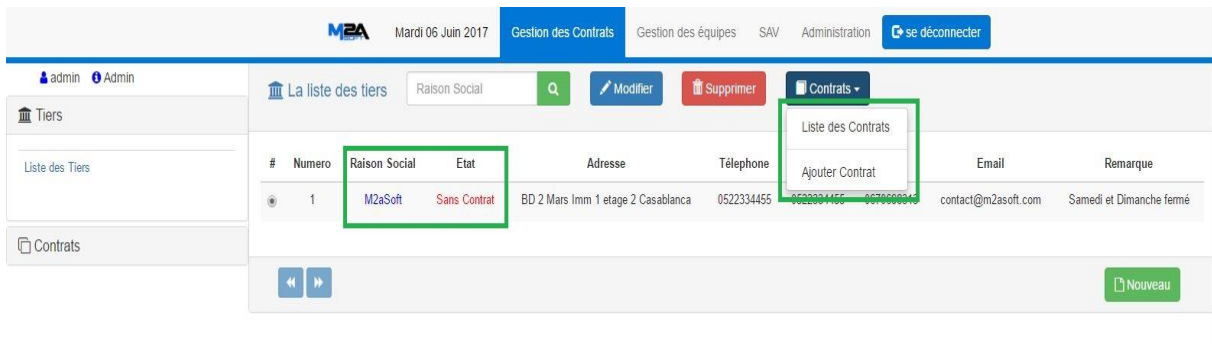 M2A SOFT Mardi 06 Juin 2017 Gestion des Contrats Gestion des équipes SAV Administration se déconnecter
admin Admin
La liste des tiers Raison Social Modifier Supprimer Contrats
Tiers
Liste des Contrats
Liste des Tiers
Ajouter Contrat
# Numero Raison Social Etat Adresse Télephone Email Remarque
1 M2aSoft Sans Contrat BD 2 Mars Imm 1 etage 2 Casablanca 0522334455 contact@m2asoft.com Samedi et Dimanche fermé
Contrats
Nouveau